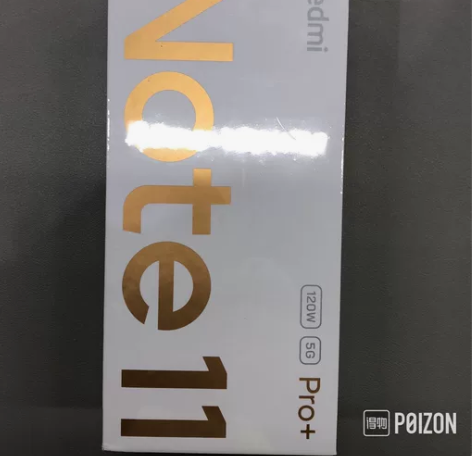 edmi
Note 11
120W 5G Pro+
得物 POIZON